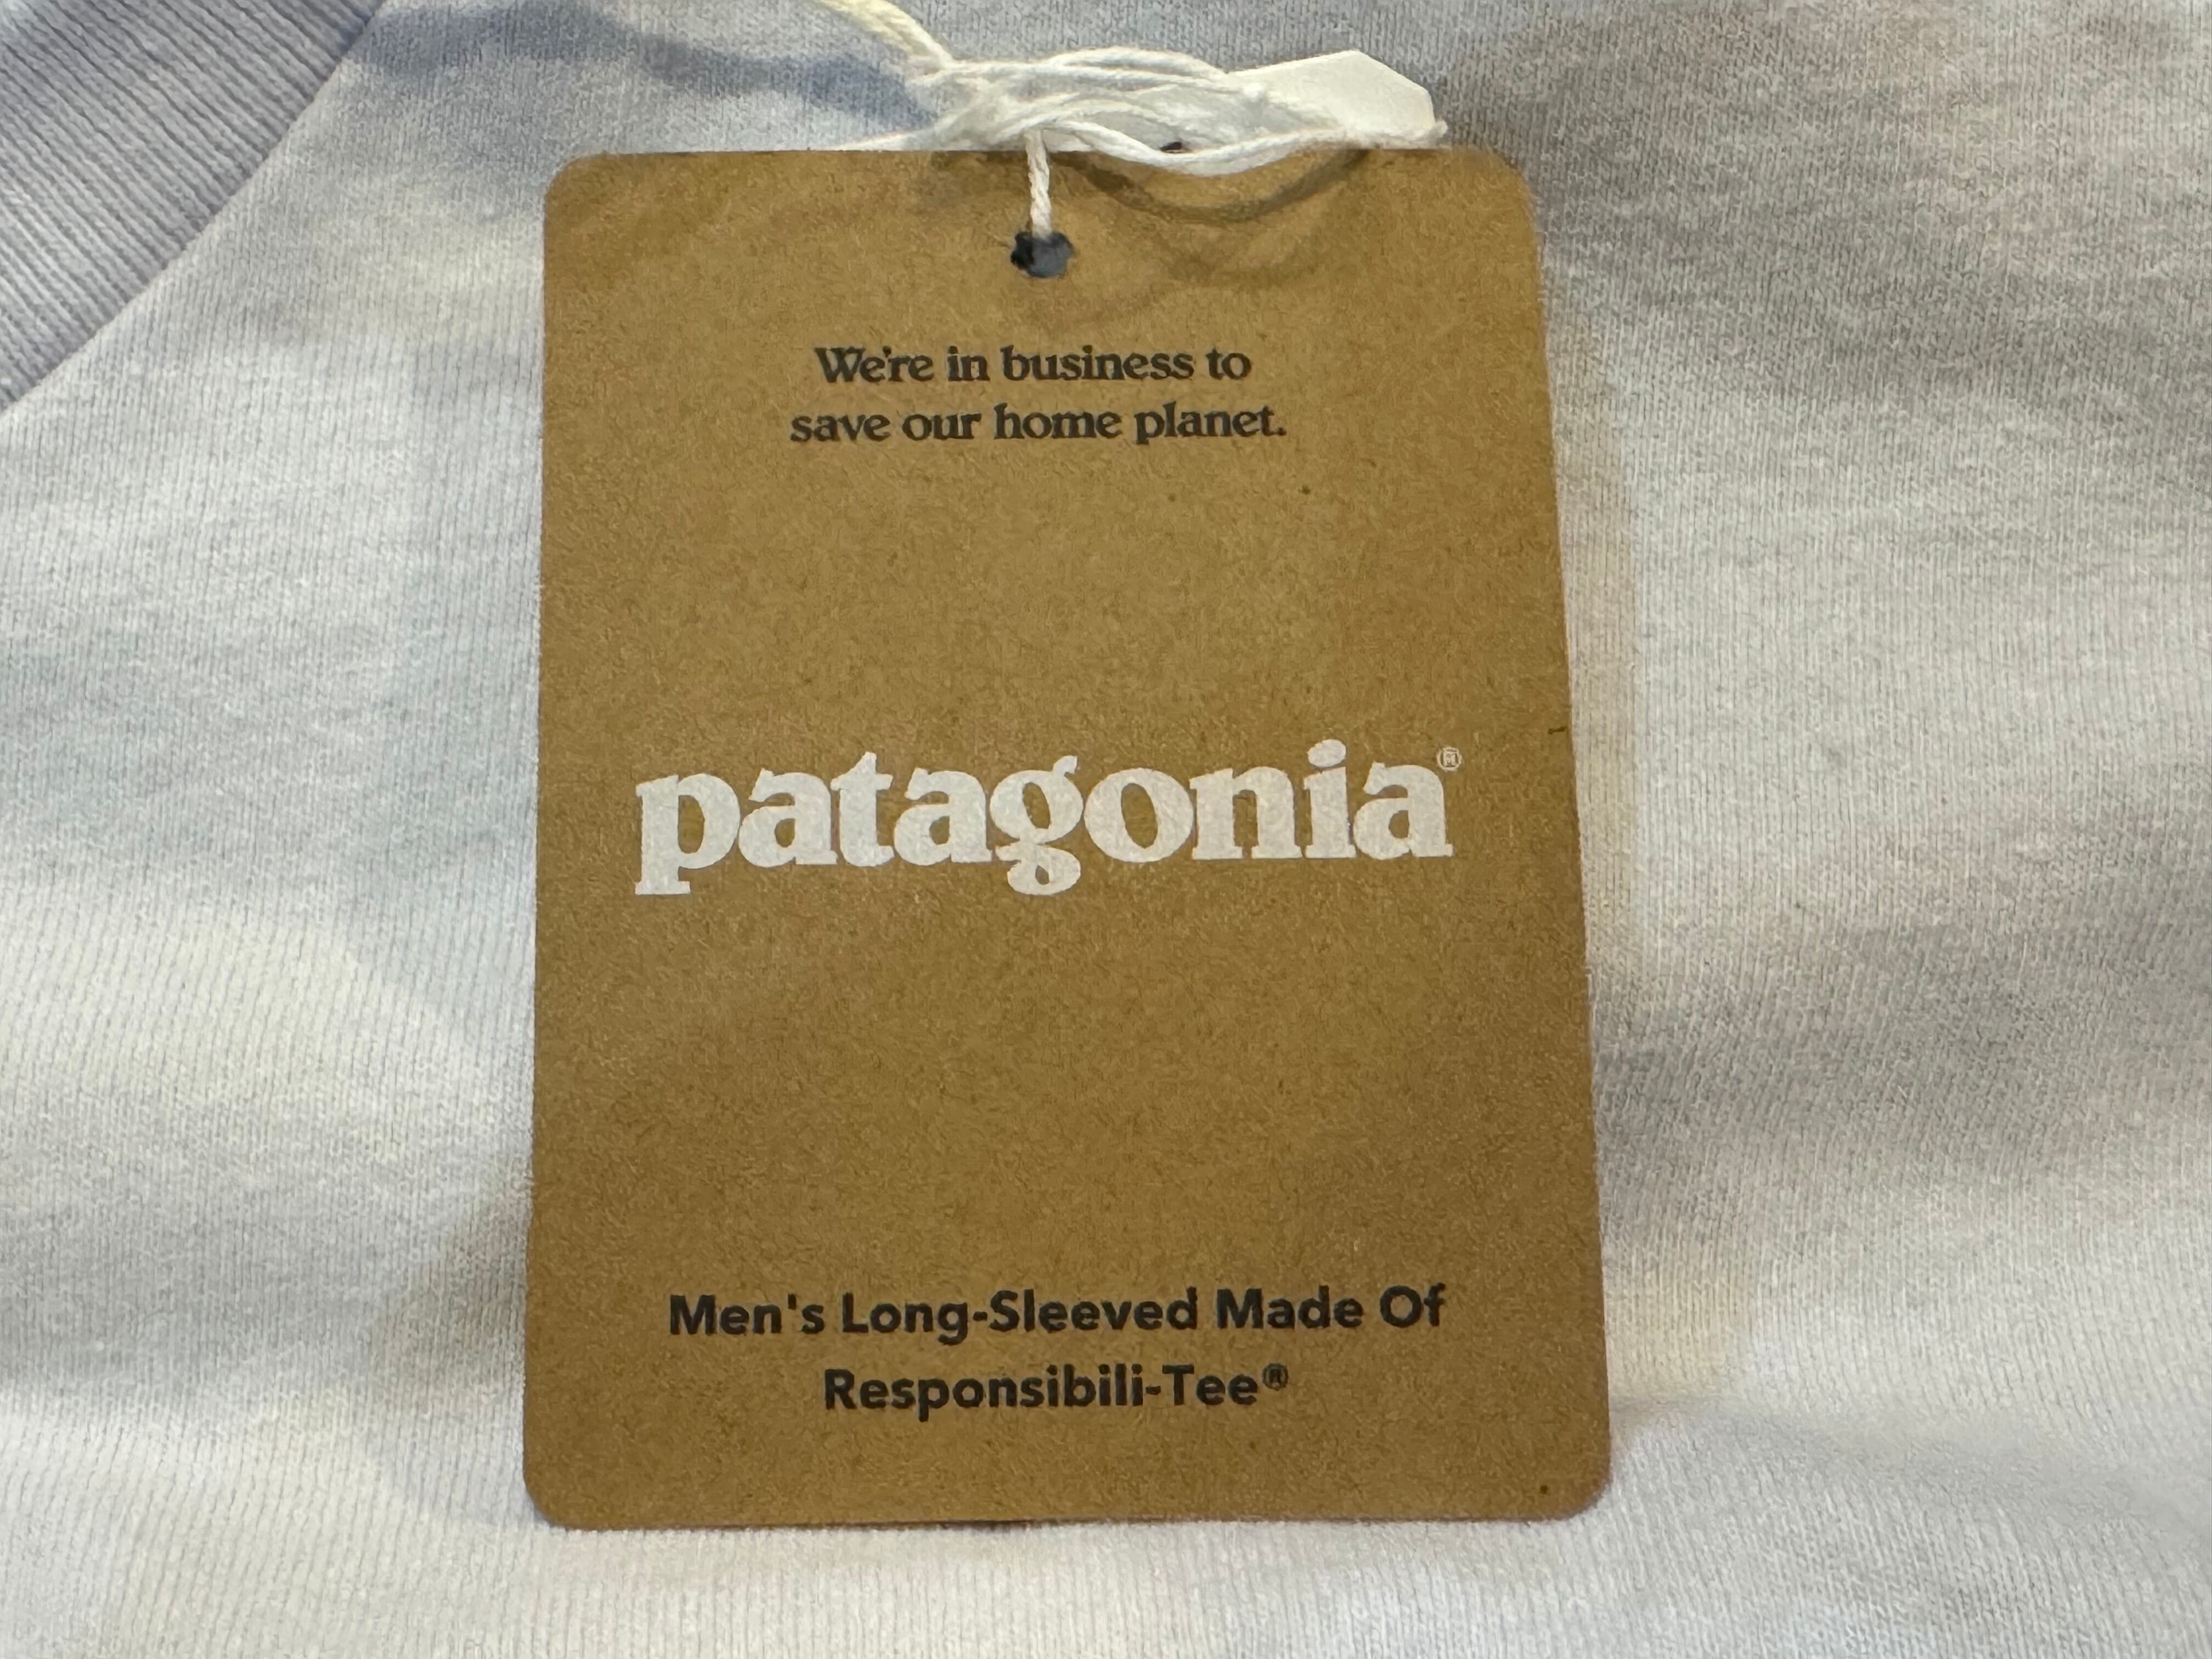 We're in business to
save our home planet.
patagonia®
Men's Long-Sleeved Made Of
Responsibili-Tee®